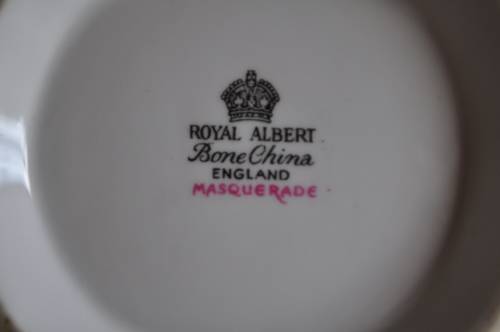 ROYAL ALBERT
Bone China
ENGLAND
MASQUERADE